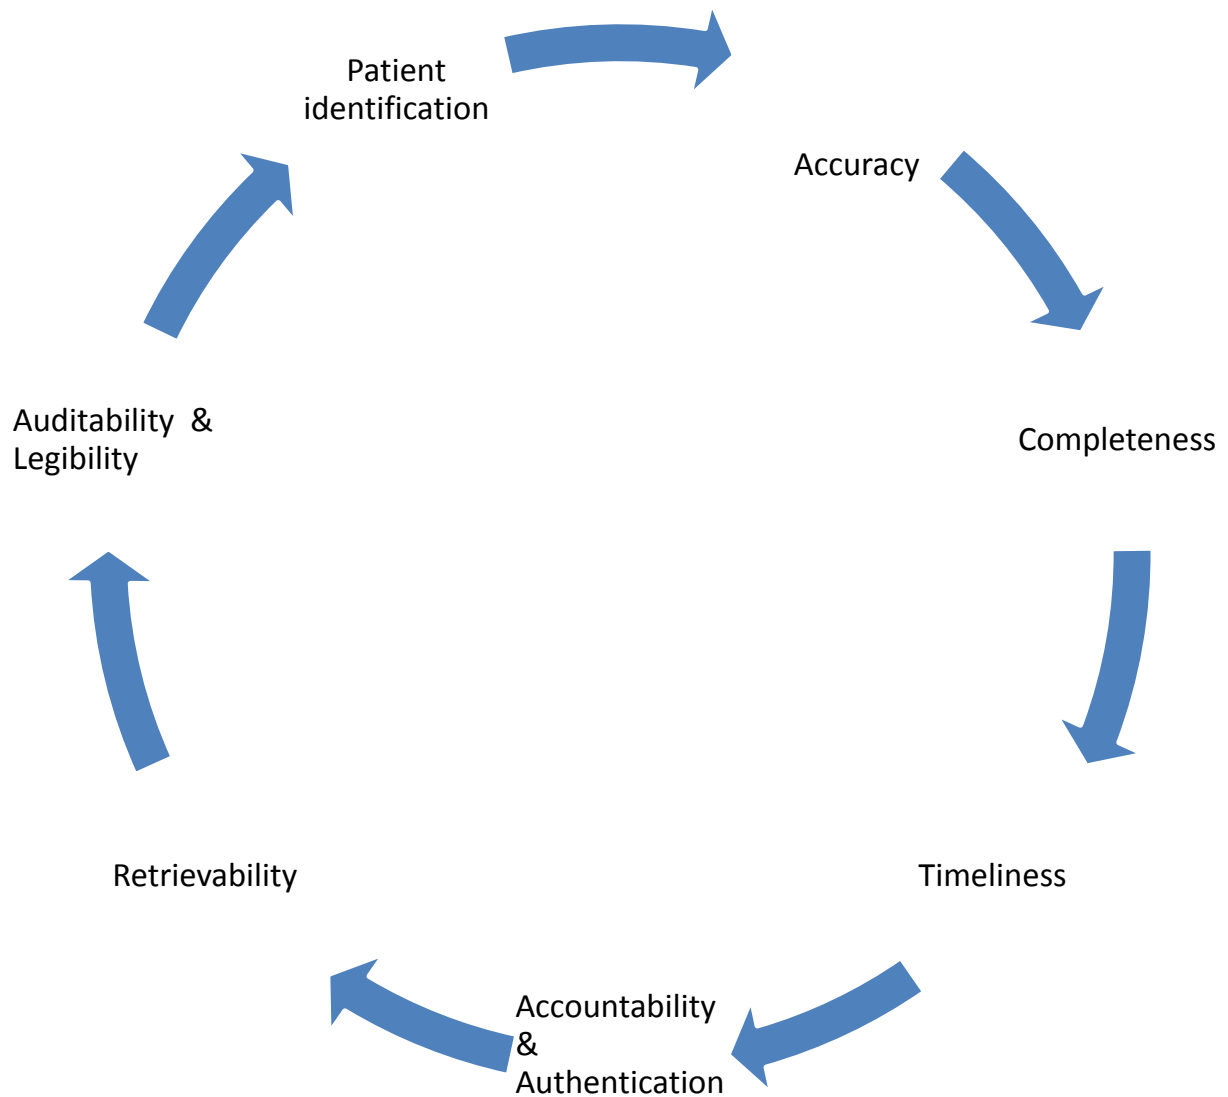 Patient
identification
Accuracy
Completeness
Timeliness
Accountability
&
Authentication
Retrievability
Auditability  &
Legibility